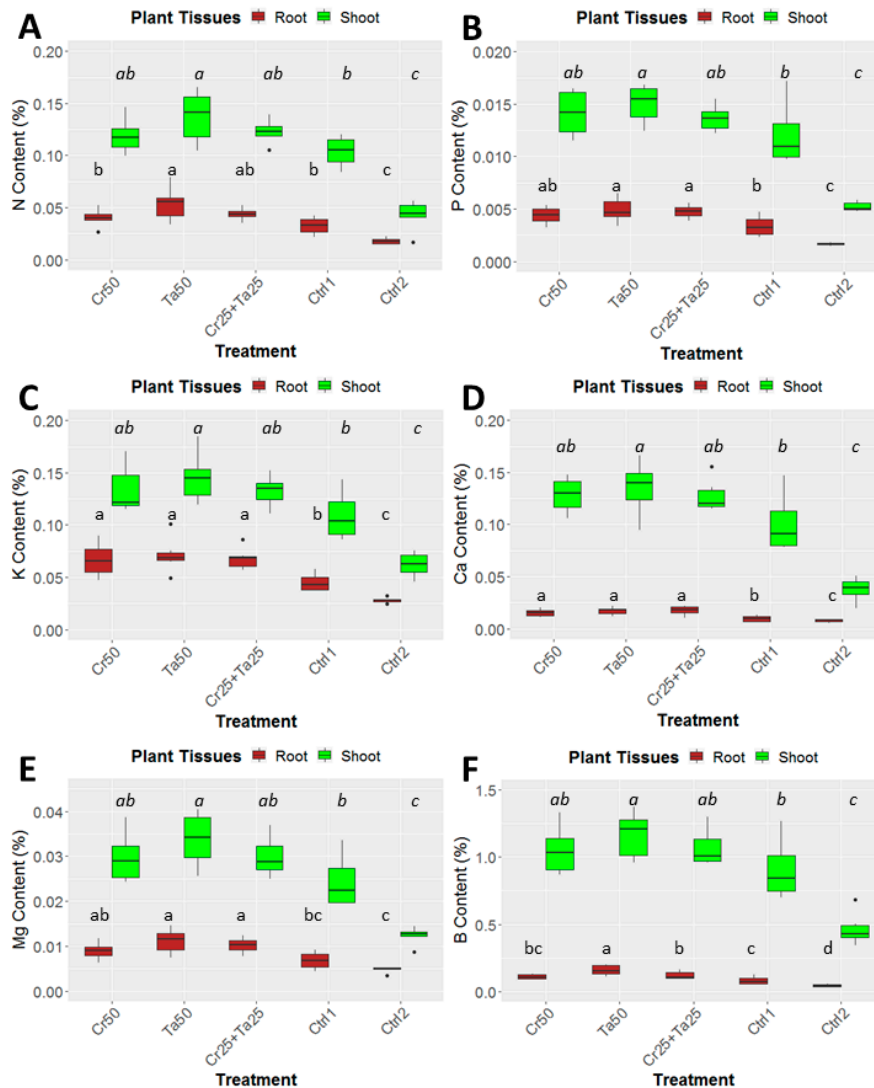 A
Plant Tissues Root Shoot
N Content (%)
0.20
0.15
0.10
0.05
0.00
ab a ab b c
b a ab b c
Cr50 Ta50 Cr25+Ta25 Ctrl1 Ctrl2
Treatment
B
Plant Tissues Root Shoot
P Content (%)
0.020
0.015
0.010
0.005
0.000
ab a ab b c
ab a a b c
Cr50 Ta50 Cr25+Ta25 Ctrl1 Ctrl2
Treatment
C
Plant Tissues Root Shoot
K Content (%)
0.20
0.15
0.10
0.05
0.00
ab a ab b c
a a a b c
Cr50 Ta50 Cr25+Ta25 Ctrl1 Ctrl2
Treatment
D
Plant Tissues Root Shoot
Ca Content (%)
0.20
0.15
0.10
0.05
0.00
ab a ab b c
a a a b c
Cr50 Ta50 Cr25+Ta25 Ctrl1 Ctrl2
Treatment
E
Plant Tissues Root Shoot
Mg Content (%)
0.04
0.03
0.02
0.01
0.00
ab a ab b c
ab a a bc c
Cr50 Ta50 Cr25+Ta25 Ctrl1 Ctrl2
Treatment
F
Plant Tissues Root Shoot
B Content (%)
1.5
1.0
0.5
0.0
ab a ab b c
bc a b c d
Cr50 Ta50 Cr25+Ta25 Ctrl1 Ctrl2
Treatment